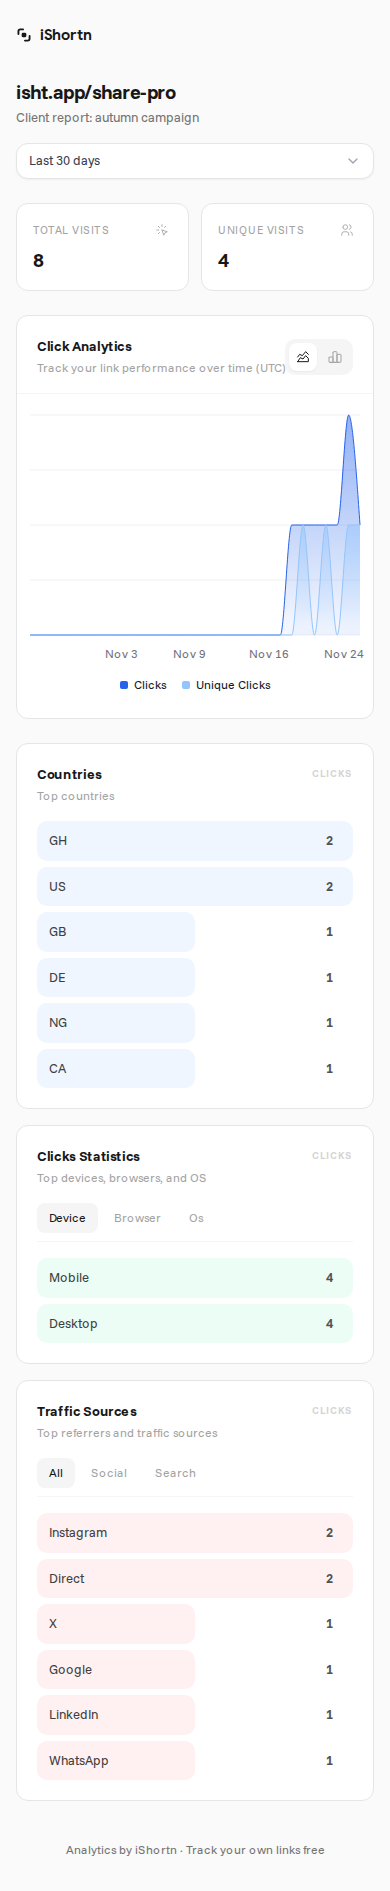 iShortn
isht.app/share-pro
Client report: autumn campaign
Last 30 days
TOTAL VISITS
8
UNIQUE VISITS
4
Click Analytics
Track your link performance over time (UTC)
Nov 3 Nov 9 Nov 16 Nov 24
Clicks Unique Clicks
Countries CLICKS
Top countries
GH 2
US 2
GB 1
DE 1
NG 1
CA 1
Clicks Statistics CLICKS
Top devices, browsers, and OS
Device Browser Os
Mobile 4
Desktop 4
Traffic Sources CLICKS
Top referrers and traffic sources
All Social Search
Instagram 2
Direct 2
X 1
Google 1
LinkedIn 1
WhatsApp 1
Analytics by iShortn · Track your own links free